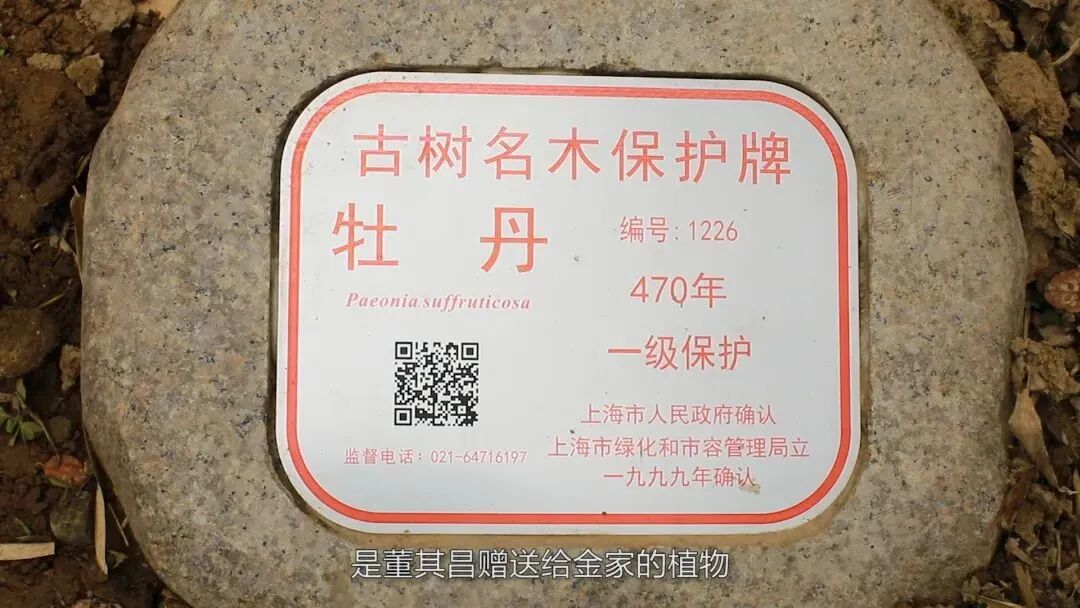 古树名木保护牌
牡丹
编号:1226
Paeonia suffruticosa
470年
一级保护
上海市人民政府确认
监督电话:021-64716197
上海市绿化和市容管理局立
一九九九年确认
是董其昌赠送给金家的植物